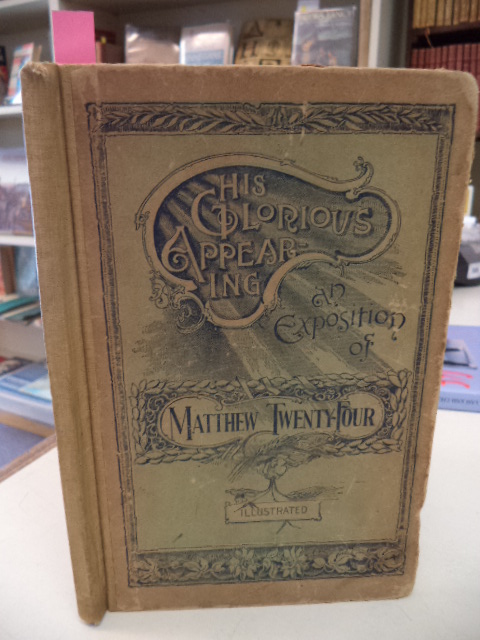 HIS
GLORIOUS
APPEAR-
ING
AN
EXPOSITION
OF
MATTHEW TWENTY-FOUR
ILLUSTRATED